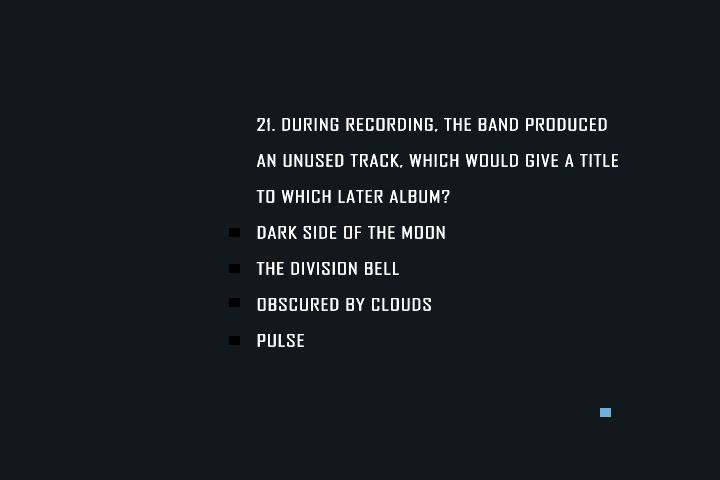 21. DURING RECORDING, THE BAND PRODUCED
AN UNUSED TRACK, WHICH WOULD GIVE A TITLE
TO WHICH LATER ALBUM?
DARK SIDE OF THE MOON
THE DIVISION BELL
OBSCURED BY CLOUDS
PULSE